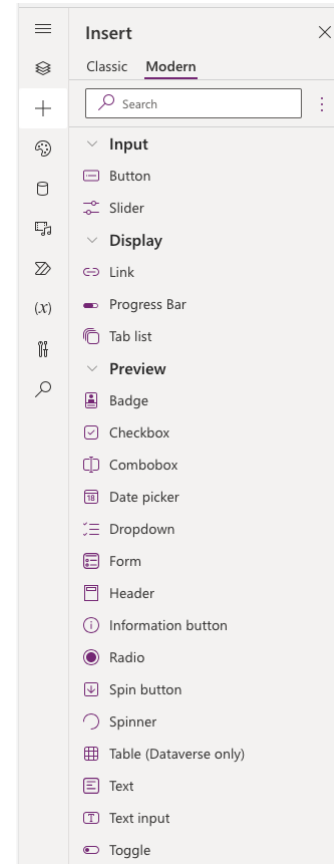 Insert
Classic Modern
Search
Input
Button
Slider
Display
Link
Progress Bar
Tab list
Preview
Badge
Checkbox
Combobox
18
Date picker
Dropdown
Form
Header
Information button
Radio
Spin button
Spinner
Table (Dataverse only)
Text
Text input
Toggle
(x)